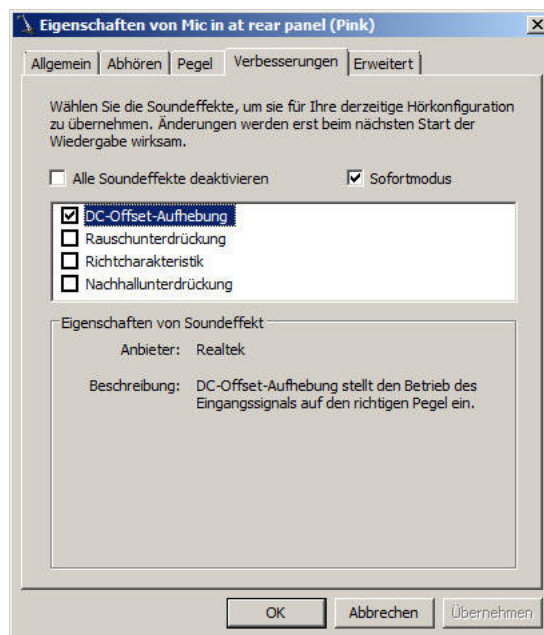 Eigenschaften von Mic in at rear panel (Pink)
Allgemein Abhören Pegel Verbesserungen Erweitert
Wählen Sie die Soundeffekte, um sie für Ihre derzeitige Hörkonfiguration
zu übernehmen. Änderungen werden erst beim nächsten Start der
Wiedergabe wirksam.
Alle Soundeffekte deaktivieren Sofortmodus
DC-Offset-Aufhebung
Rauschunterdrückung
Richtcharakteristik
Nachhallunterdrückung
Eigenschaften von Soundeffekt
Anbieter: Realtek
Beschreibung: DC-Offset-Aufhebung stellt den Betrieb des
Eingangssignals auf den richtigen Pegel ein.
OK Abbrechen Übernehmen